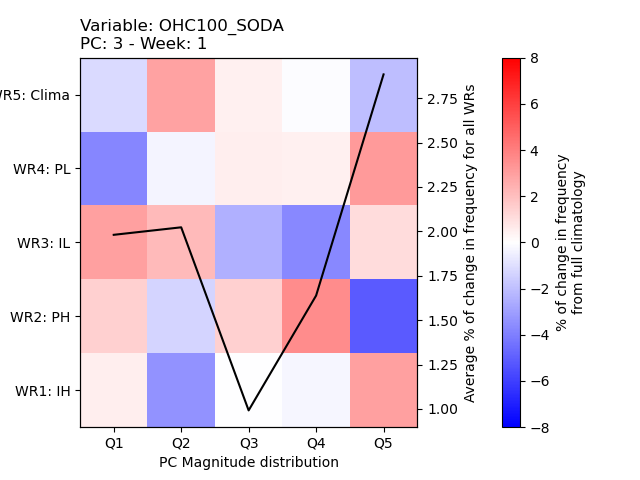 Variable: OHC100_SODA
PC: 3 - Week: 1
WR5: Clima
WR4: PL
WR3: IL
WR2: PH
WR1: IH
Q1 Q2 Q3 Q4 Q5
PC Magnitude distribution
2.75
2.50
2.25
2.00
1.75
1.50
1.25
1.00
Average % of change in frequency for all WRs
8
6
4
2
0
−2
−4
−6
−8
% of change in frequency
from full climatology